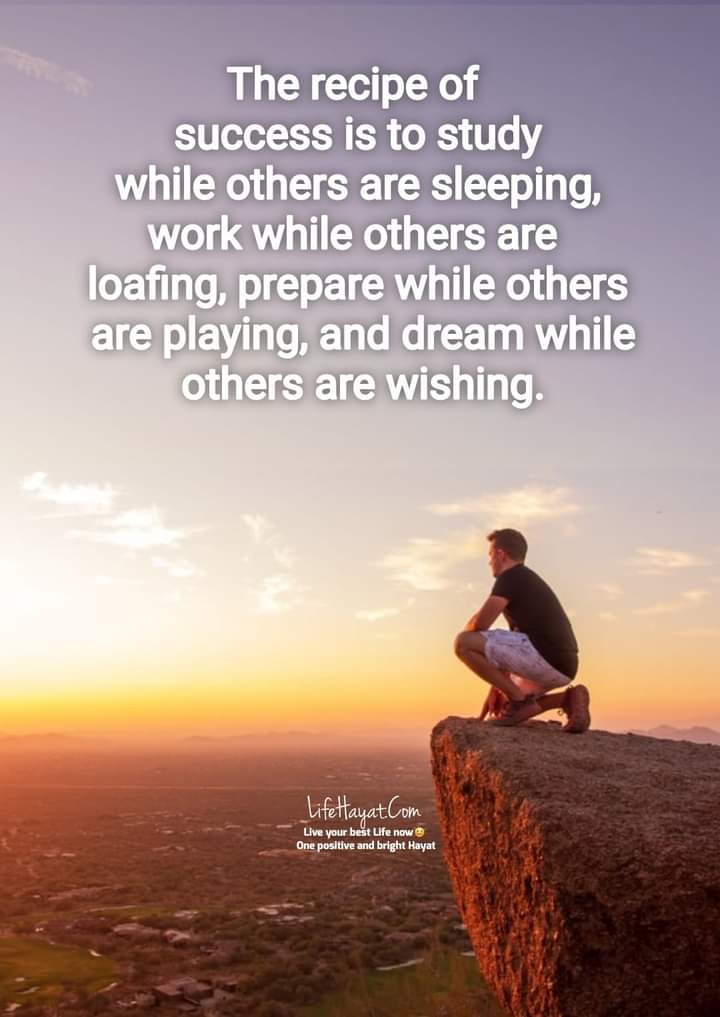 The recipe of
success is to study
while others are sleeping,
work while others are
loafing, prepare while others
are playing, and dream while
others are wishing.
LifeHayat.Com
Live your best Life now😊
One positive and bright Hayat